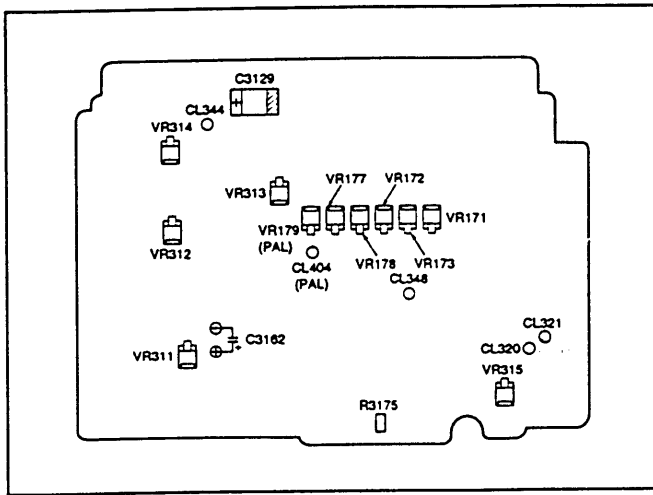 C3129
CL344
VR314
VR177
VR172
VR313
VR179
(PAL)
VR171
VR312
CL404
(PAL)
VR178
VR173
CL348
CL321
C3162
CL320
VR311
VR315
R3175